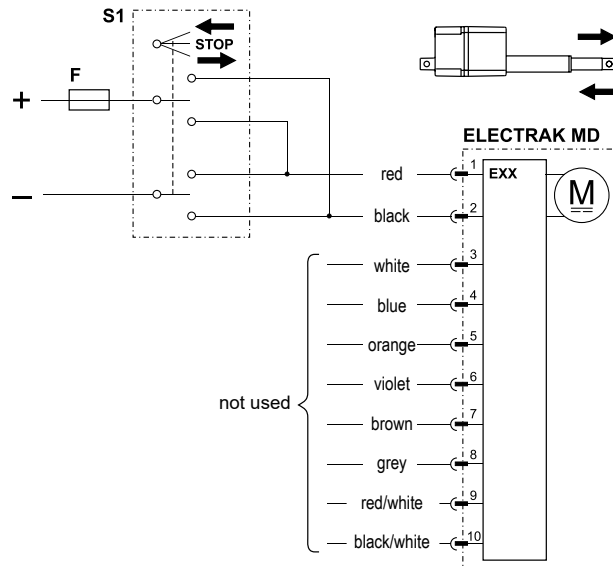 S1
STOP
F
+
–
ELECTRAK MD
EXX
M
red 1
black 2
white 3
blue 4
orange 5
violet 6
brown 7
grey 8
red/white 9
black/white 10
not used